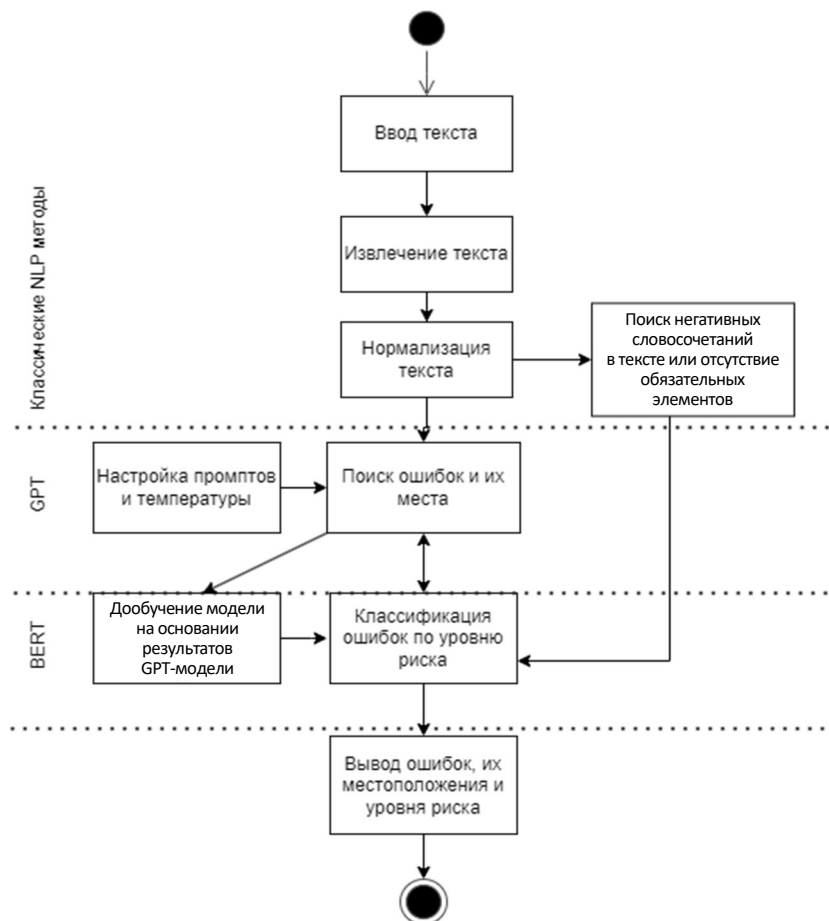 Ввод текста
Классические NLP методы
Извлечение текста
Нормализация
текста
Поиск негативных
словосочетаний
в тексте или отсутствие
обязательных
элементов
GPT
Настройка промптов
и температуры
Поиск ошибок и их
места
BERT
Дообучение модели
на основании
результатов
GPT-модели
Классификация
ошибок по уровню
риска
Вывод ошибок, их
местоположения и
уровня риска